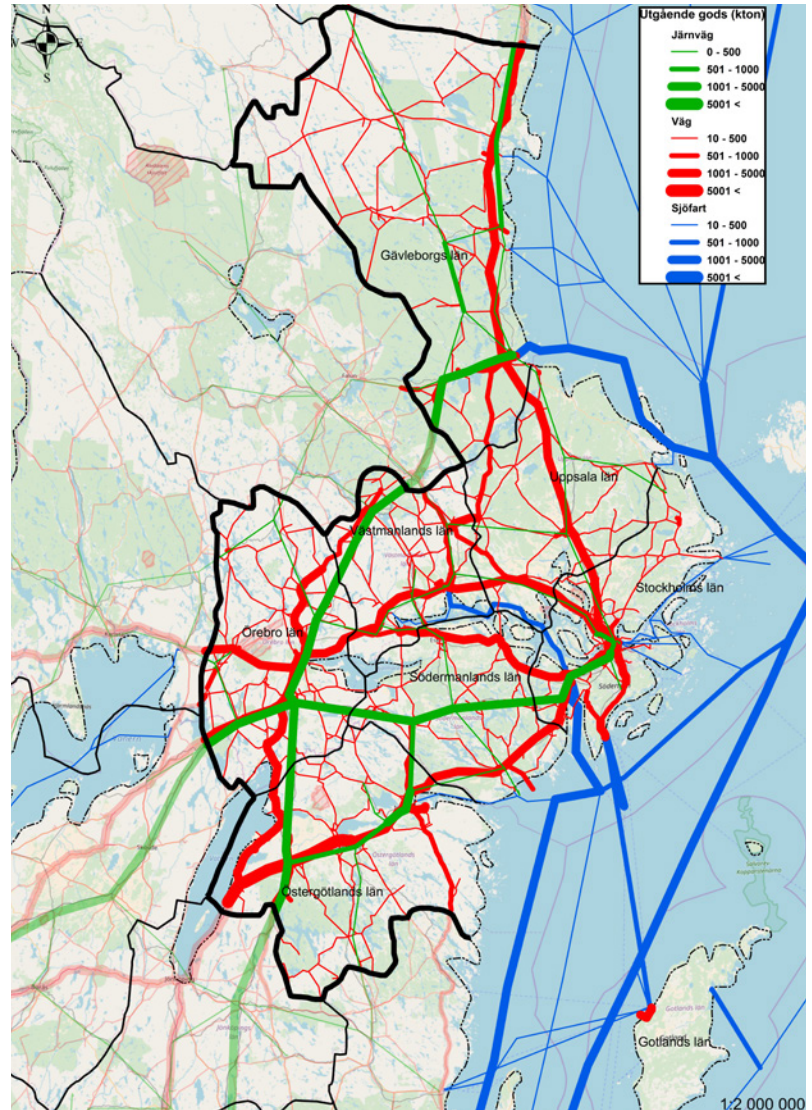 N
W E
S
Utgående gods (kton)
Järnväg
0 - 500
501 - 1000
1001 - 5000
5001 <
Väg
10 - 500
501 - 1000
1001 - 5000
5001 <
Sjöfart
10 - 500
501 - 1000
1001 - 5000
5001 <
Gävleborgs län
Uppsala län
Västmanlands län
Stockholms län
Örebro län
Södermanlands län
Östergötlands län
Gotlands län
Gotlands län
1:2 000 000